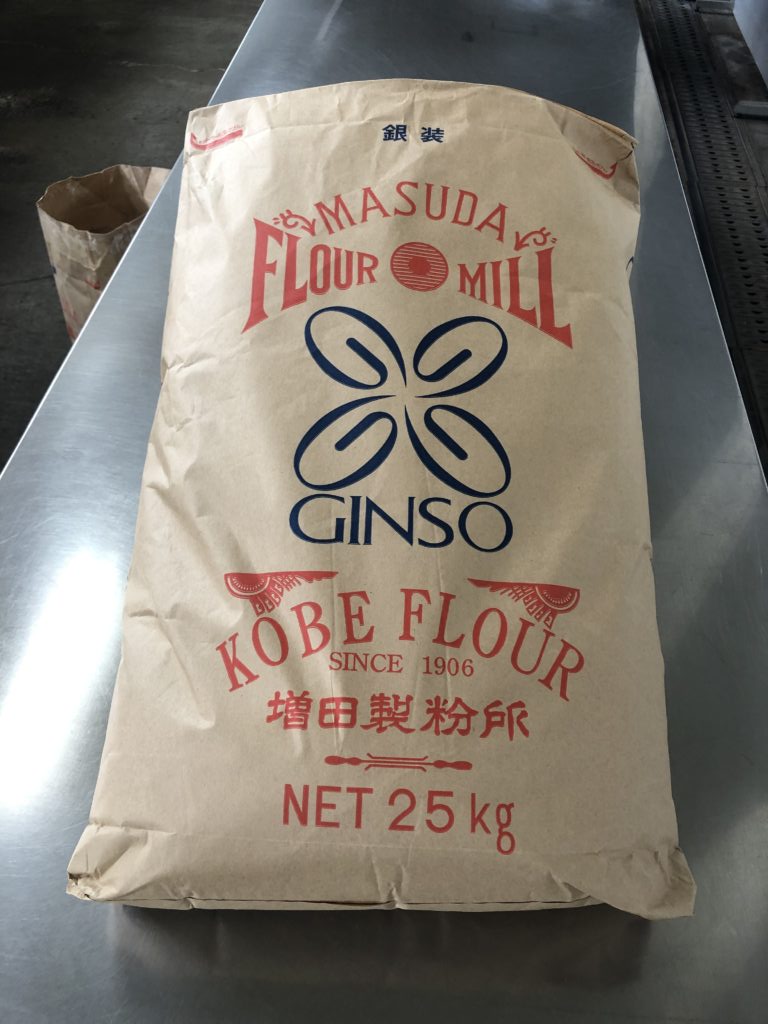 銀装
MASUDA
FLOUR MILL
GINSO
KOBE FLOUR
SINCE 1906
増田製粉所
NET 25kg